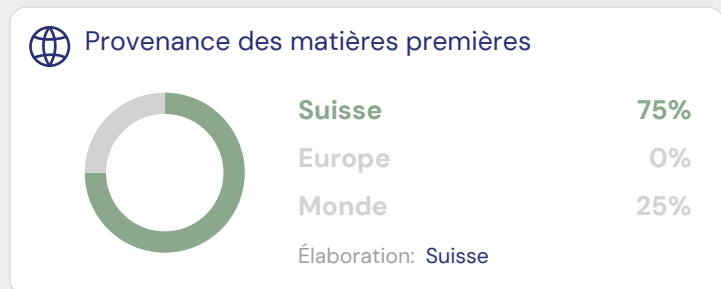 Provenance des matières premières
Suisse 75%
Europe 0%
Monde 25%
Élaboration: Suisse